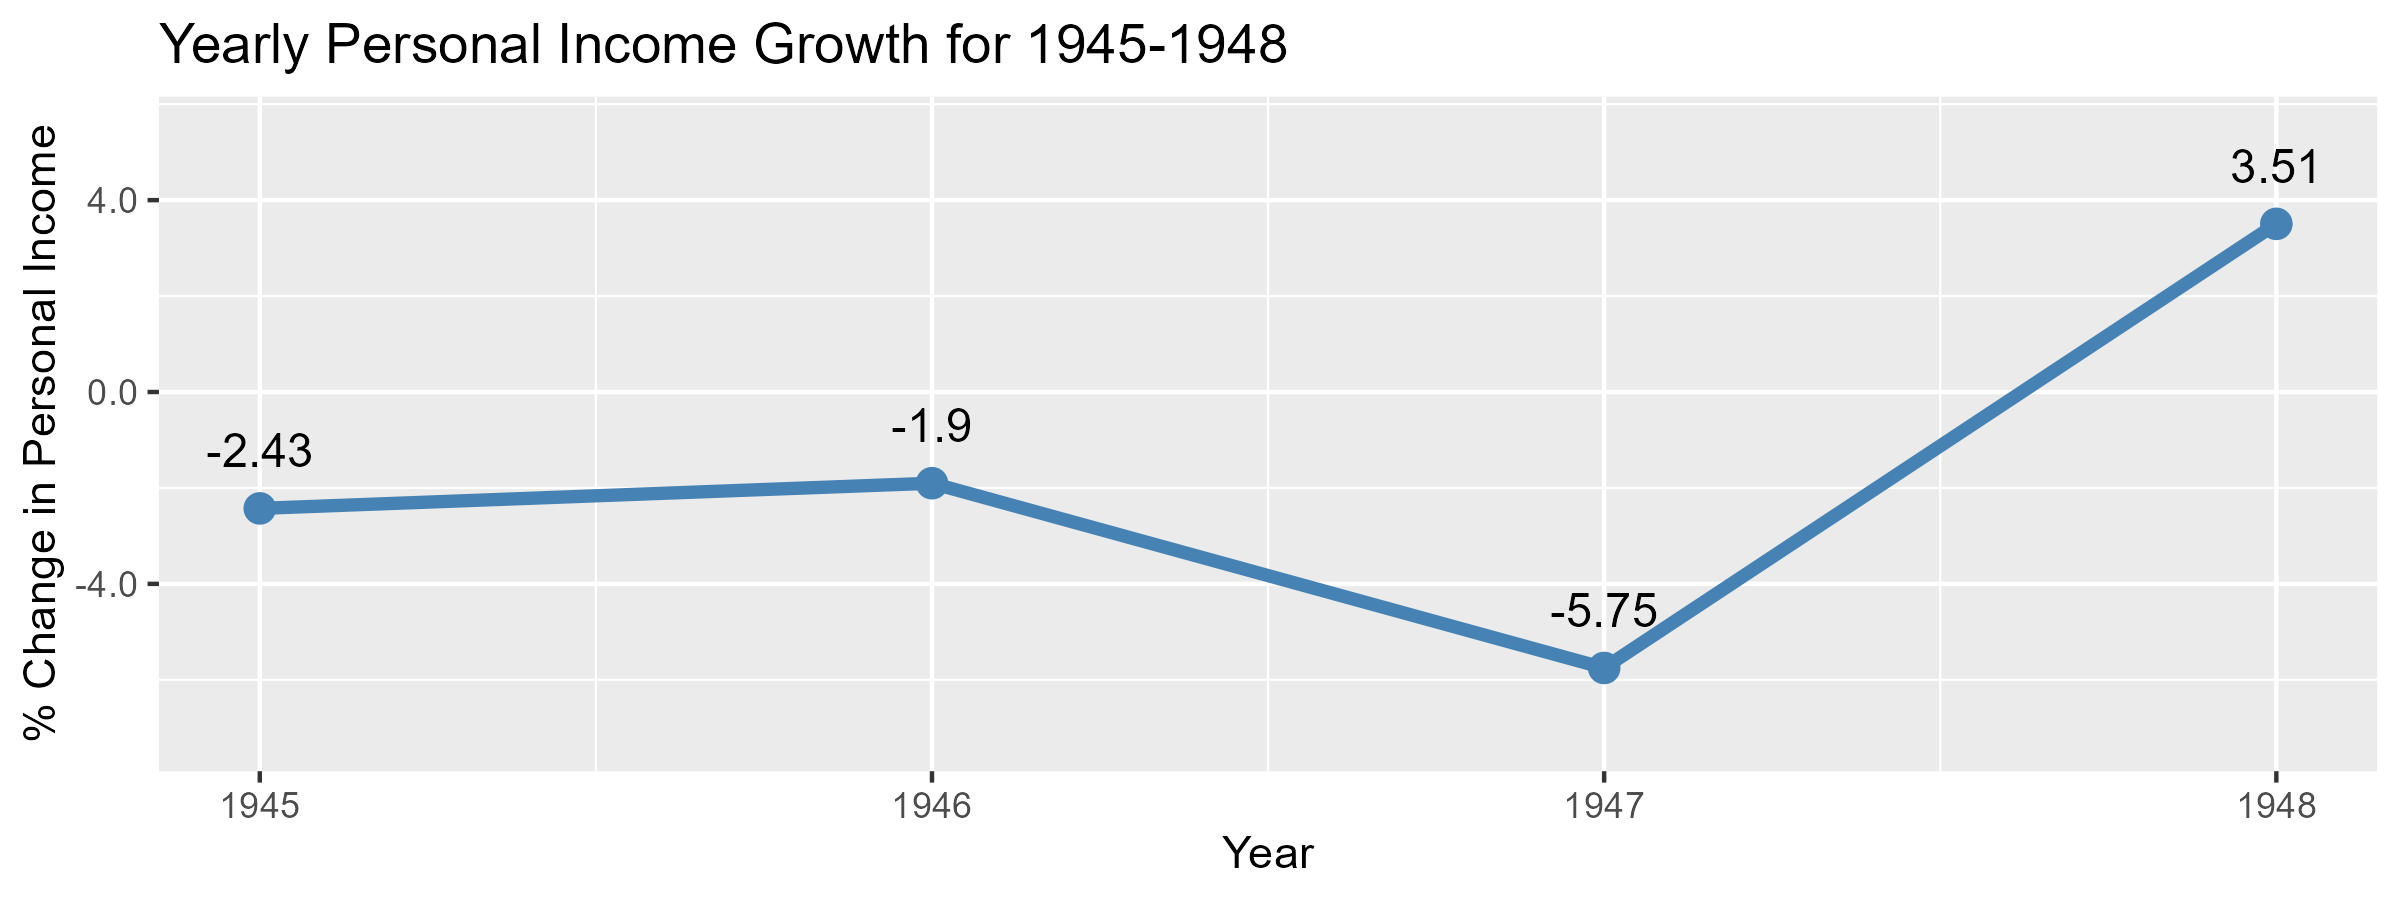 Yearly Personal Income Growth for 1945-1948
% Change in Personal Income
4.0
0.0
-4.0
-2.43
-1.9
-5.75
3.51
1945 1946 1947 1948
Year